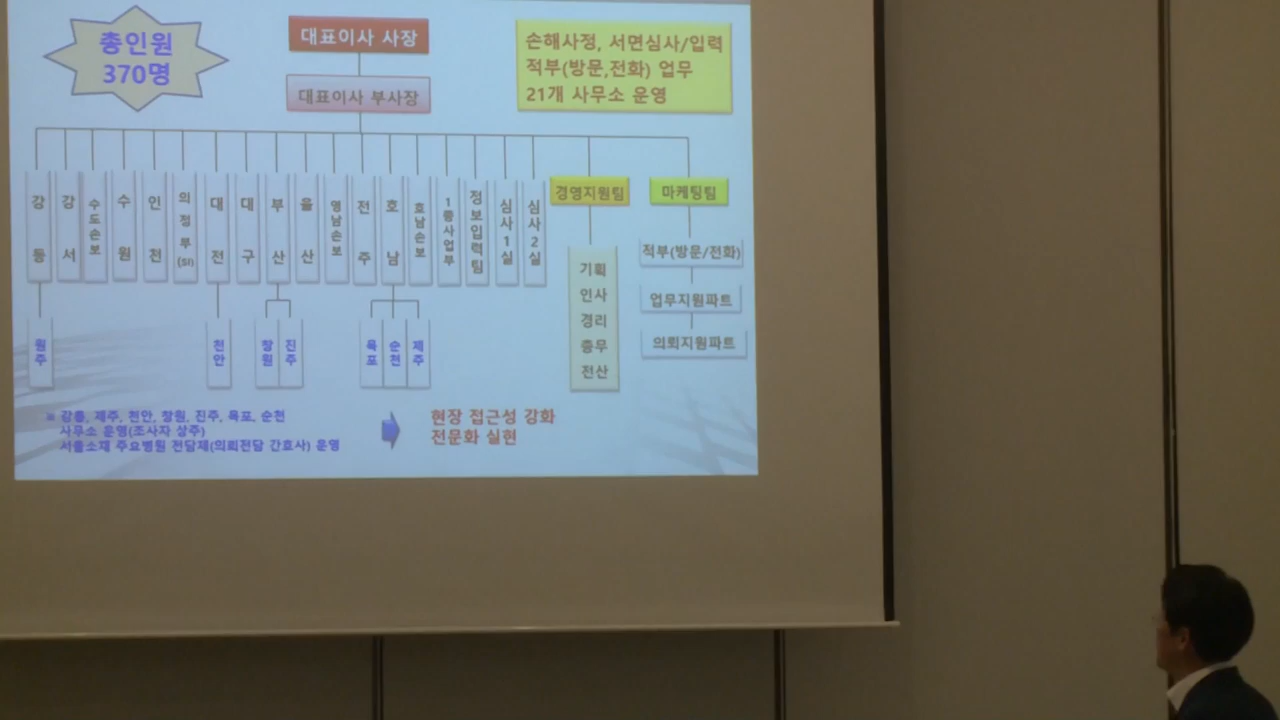 총인원
370명
대표이사 사장
대표이사 부사장
손해사정, 서면심사/입력
적부(방문,전화) 업무
21개 사무소 운영
강동
강서
수도손보
수원
인천
의정부(SI)
대전
대구
부산
울산
영남손보
전주
호남
호남손보
1종사업부
정보입력팀
심사1실
심사2실
경영지원팀
마케팅팀
기획
인사
경리
총무
전산
적부(방문/전화)
업무지원파트
의뢰지원파트
원주
천안
창원
진주
목포
순천
제주
※ 강릉, 제주, 천안, 창원, 진주, 목포, 순천
사무소 운영(조사자 상주)
서울소재 주요병원 전담제(의뢰전담 간호사) 운영
현장 접근성 강화
전문화 실현